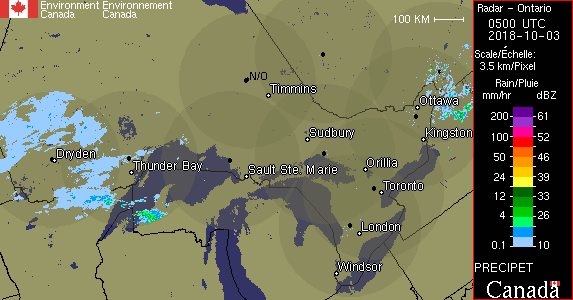 Environment Environnement
Canada Canada
100 KM
N/O
Timmins
Ottawa
Sudbury
Kingston
Dryden
Thunder Bay
Sault Ste. Marie
Orillia
Toronto
London
Windsor
Radar - Ontario
0500 UTC
2018-10-03
Scale/Échelle:
3.5 km/Pixel
Rain/Pluie
mm/hr dBZ
200 61
100 52
50 46
24 39
12 33
4 26
0.1 10
PRECIPET
Canada